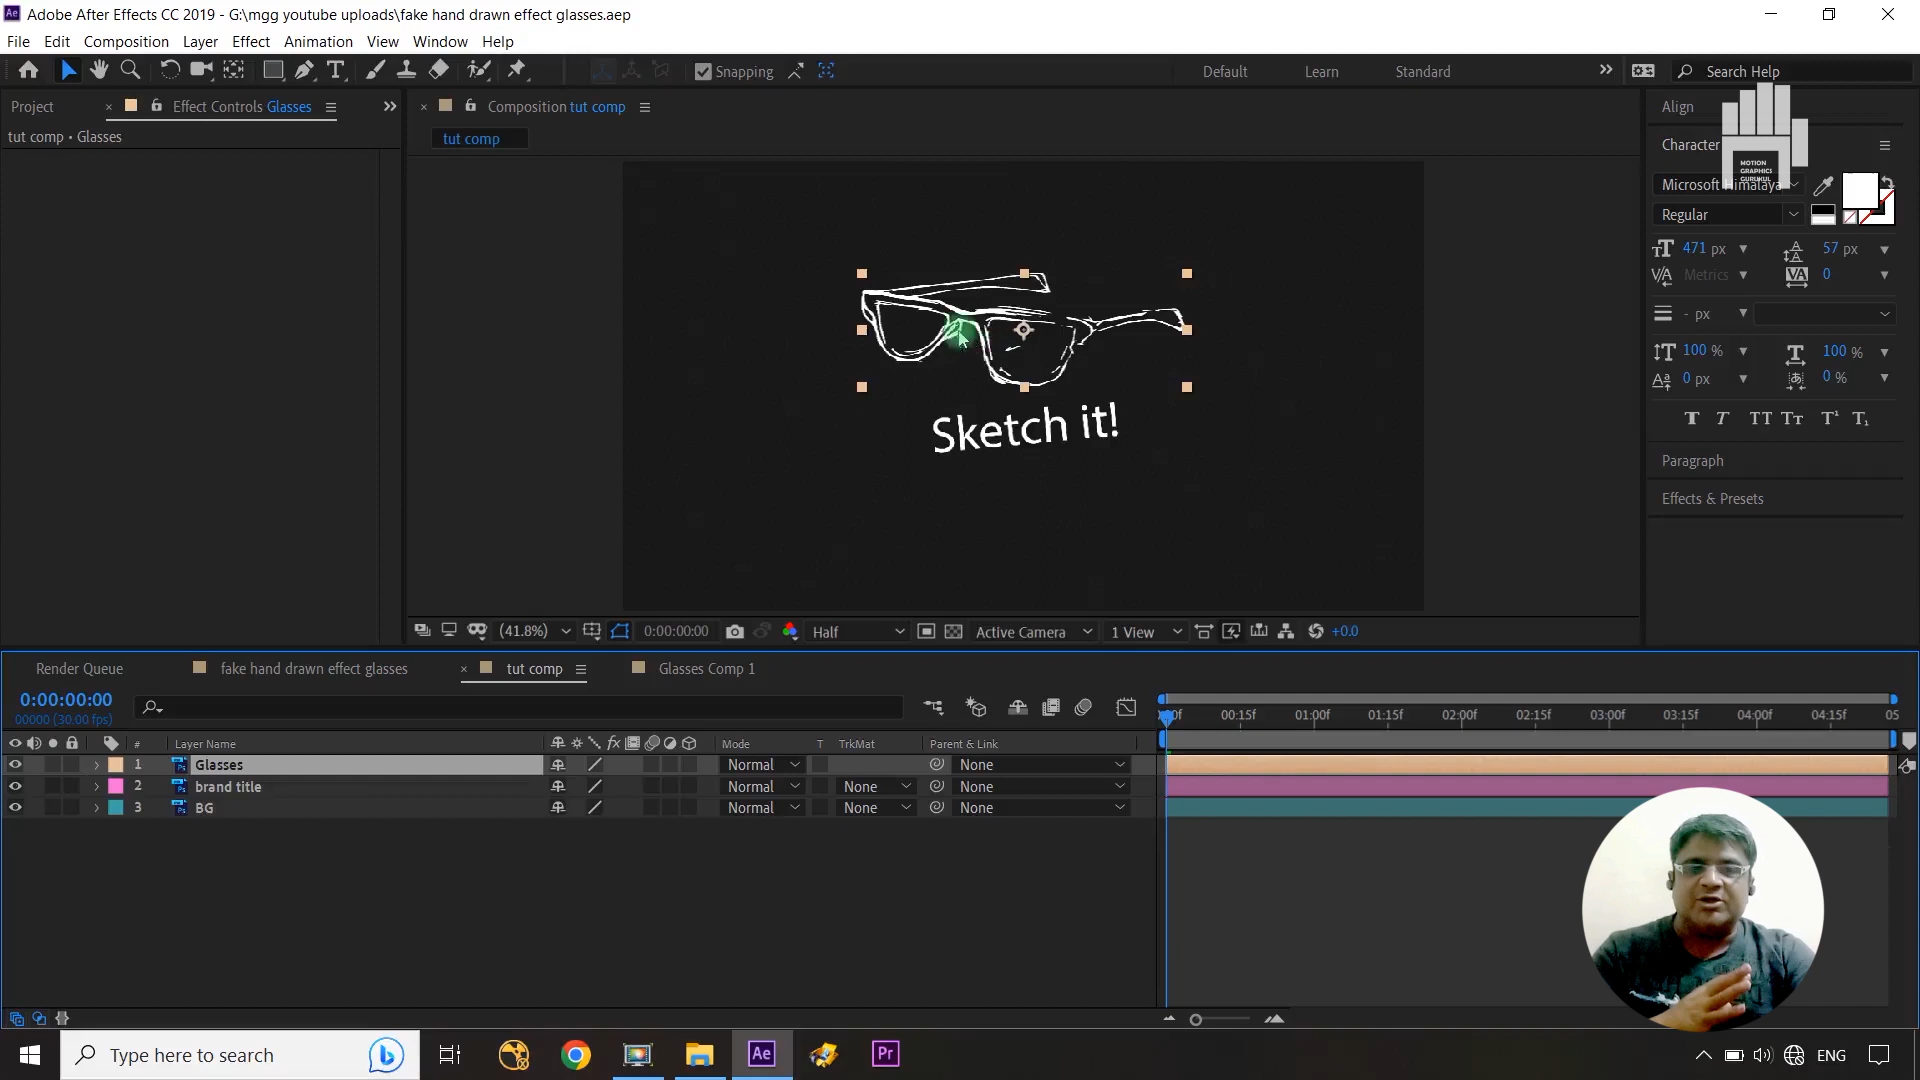 Adobe After Effects CC 2019 - G:\mgg youtube uploads\fake hand drawn effect glasses.aep
File Edit Composition Layer Effect Animation View Window Help
Snapping Default Learn Standard Search Help
Project Effect Controls Glasses Composition tut comp Align
tut comp • Glasses tut comp Character
MOTION
GRAPHICS
GURUKUL
Microsoft Himalaya
Regular
471 px 57 px
Metrics 0
- px
100 % 100 %
0 px 0 %
Paragraph
Effects & Presets
Sketch it!
(41.8%) 0:00:00:00 Half Active Camera 1 View +0.0
Render Queue fake hand drawn effect glasses tut comp Glasses Comp 1
0:00:00:00
00000 (30.00 fps)
00f 00:15f 01:00f 01:15f 02:00f 02:15f 03:00f 03:15f 04:00f 04:15f 05
# Layer Name Mode T TrkMat Parent & Link
1 Glasses Normal None
2 brand title Normal None None
3 BG Normal None None
Type here to search Ae Pr ENG